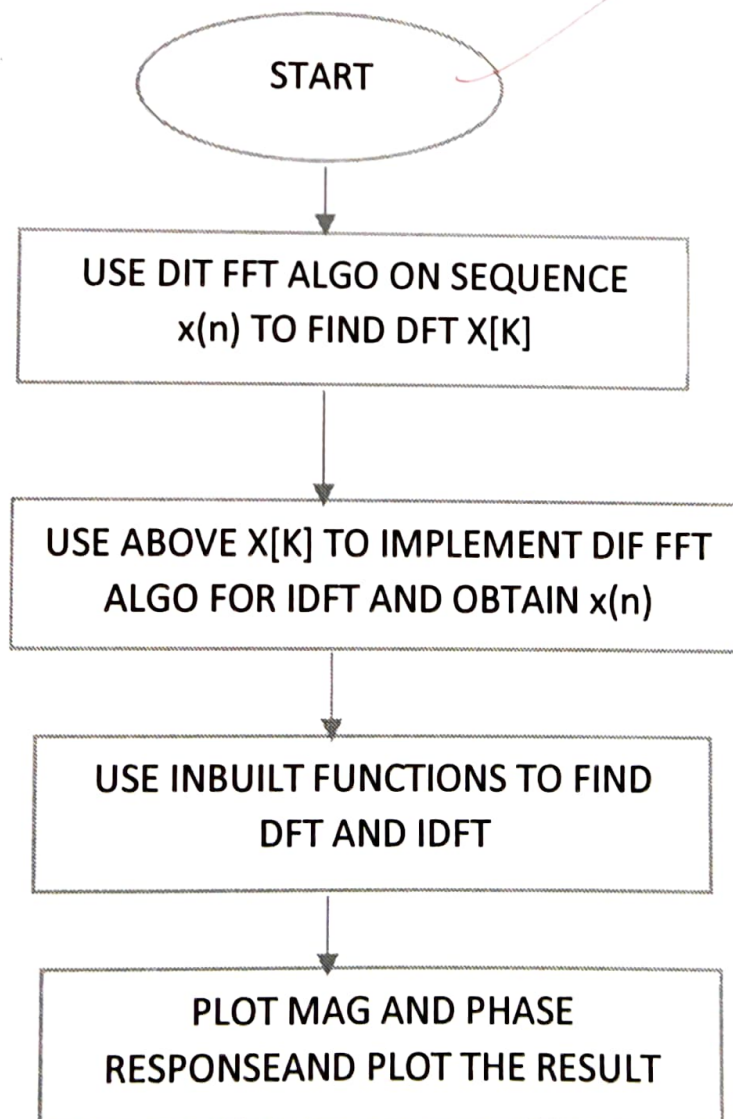 START
USE DIT FFT ALGO ON SEQUENCE
x(n) TO FIND DFT X[K]
USE ABOVE X[K] TO IMPLEMENT DIF FFT
ALGO FOR IDFT AND OBTAIN x(n)
USE INBUILT FUNCTIONS TO FIND
DFT AND IDFT
PLOT MAG AND PHASE
RESPONSEAND PLOT THE RESULT